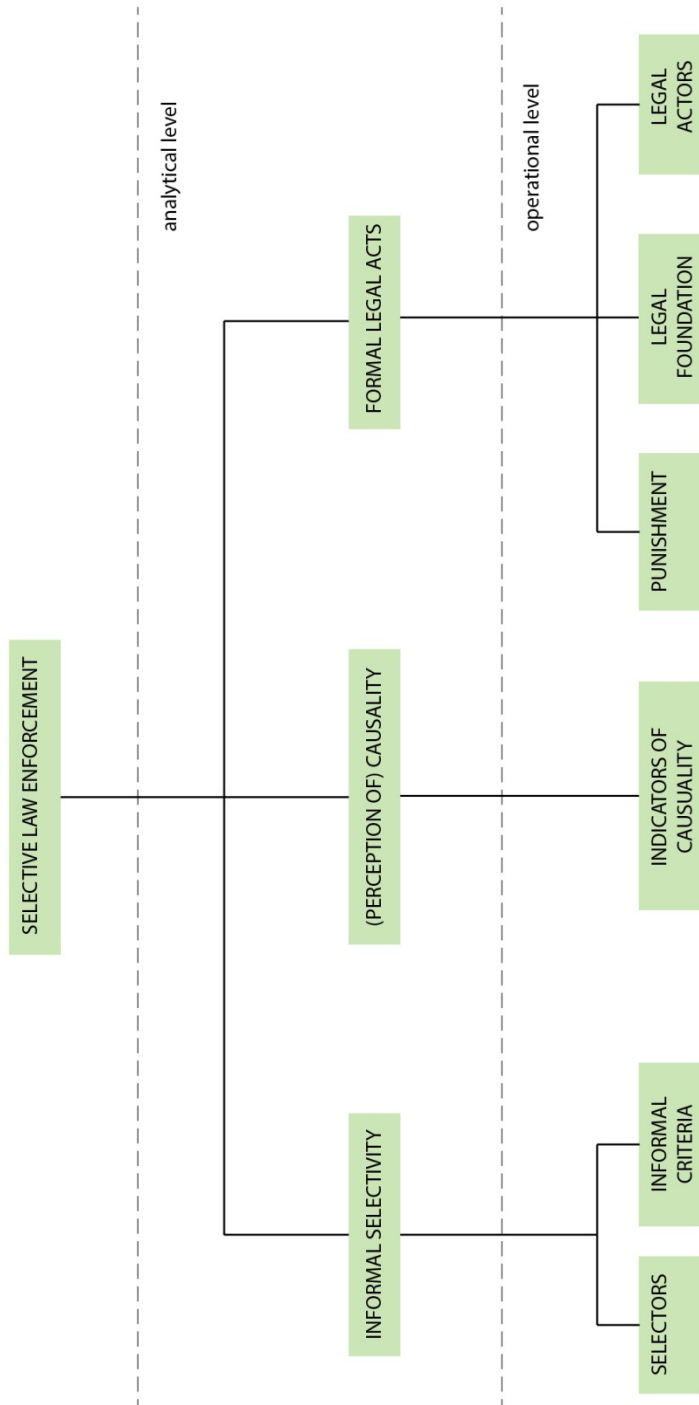 SELECTIVE LAW ENFORCEMENT
analytical level
INFORMAL SELECTIVITY
(PERCEPTION OF) CAUSALITY
FORMAL LEGAL ACTS
operational level
SELECTORS
INFORMAL
CRITERIA
INDICATORS OF
CAUSUALITY
PUNISHMENT
LEGAL
FOUNDATION
LEGAL
ACTORS